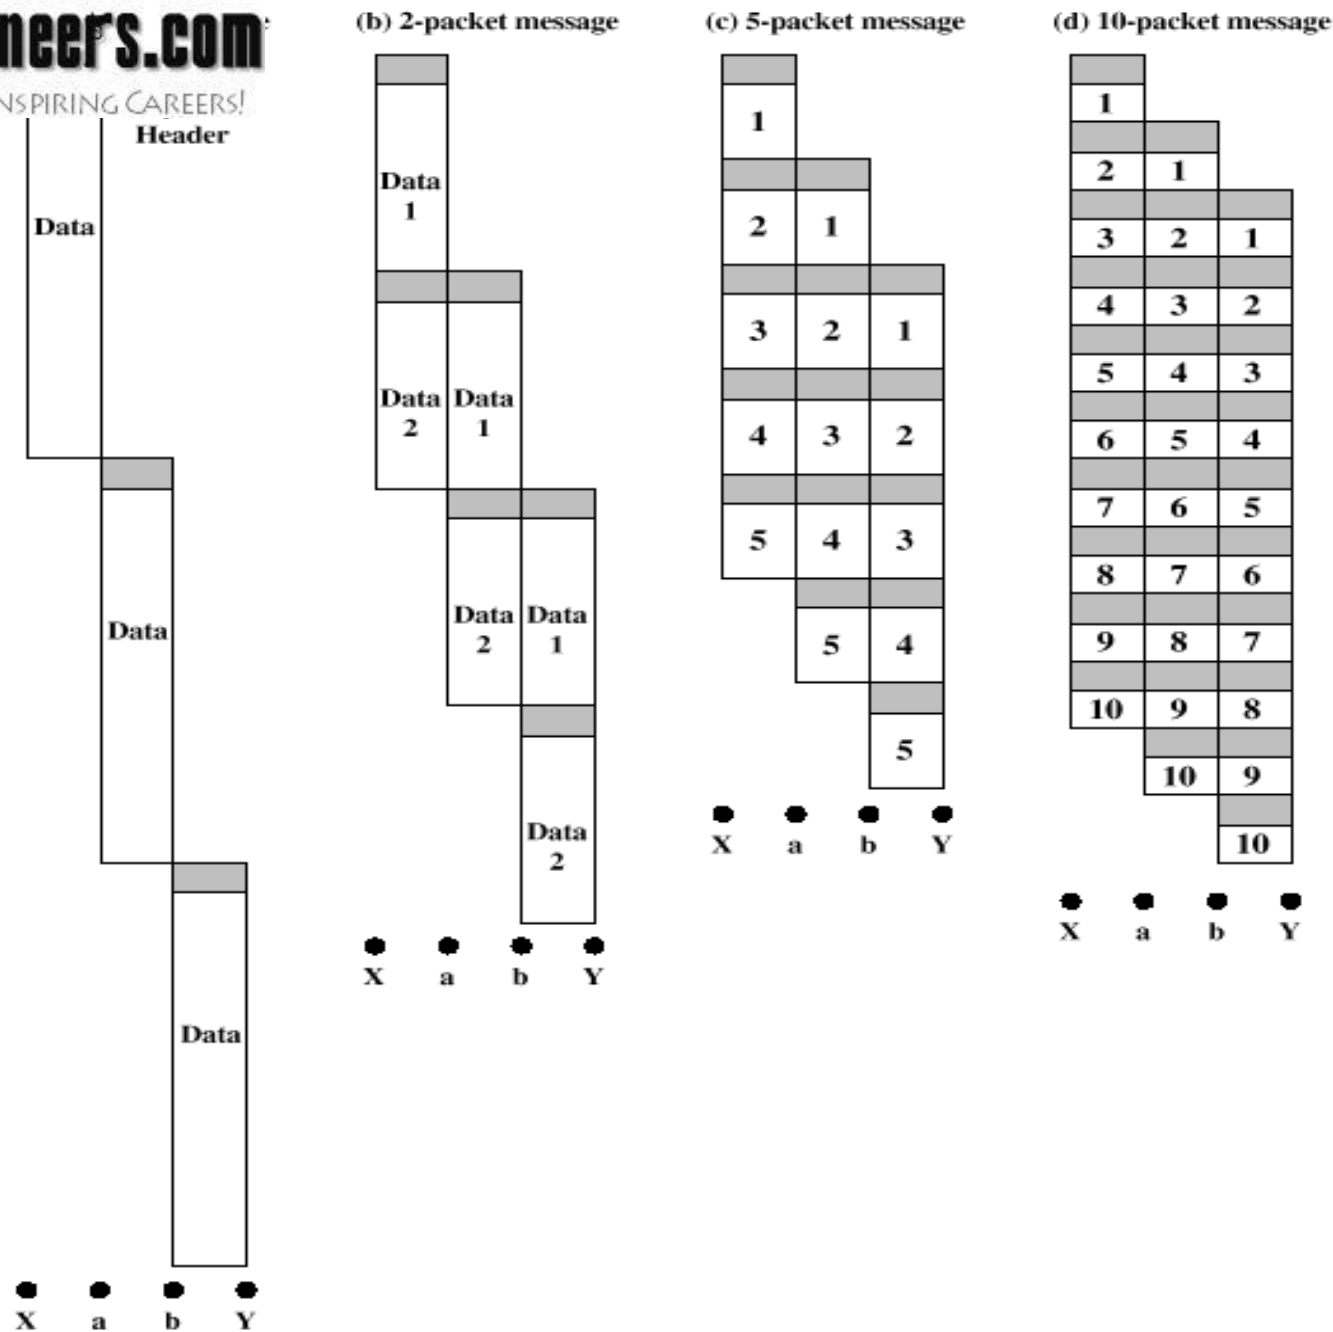 neers.com
NSPIRING CAREERS!
Header
Data
Data
Data
X a b Y
(b) 2-packet message
Data
1
Data Data
2 1
Data Data
2 1
Data
2
X a b Y
(c) 5-packet message
1
2 1
3 2 1
4 3 2
5 4 3
5 4
5
X a b Y
(d) 10-packet message
1
2 1
3 2 1
4 3 2
5 4 3
6 5 4
7 6 5
8 7 6
9 8 7
10 9 8
10 9
10
X a b Y